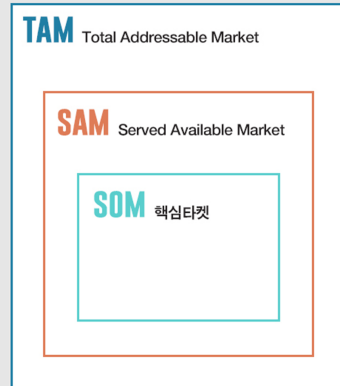 TAM Total Addressable Market
SAM Served Available Market
SOM 핵심타켓